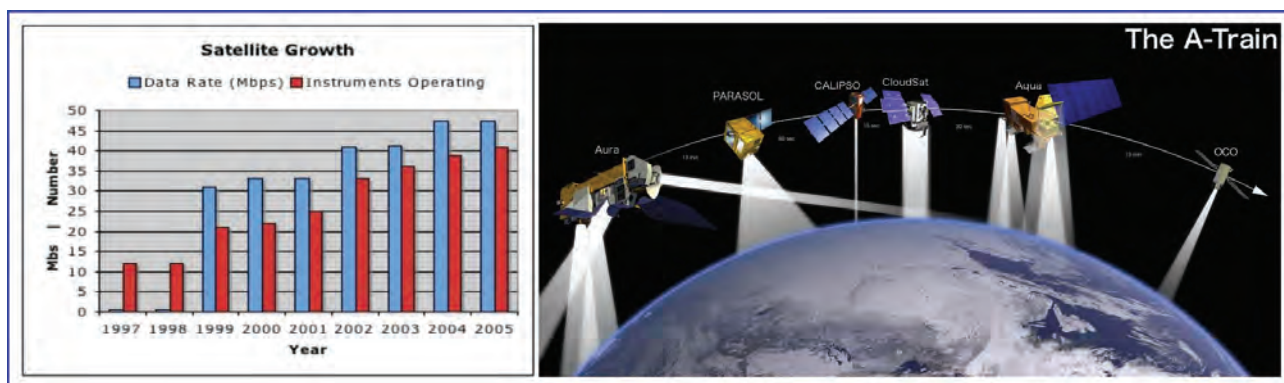 Satellite Growth
Data Rate (Mbps) Instruments Operating
50
45
40
35
30
25
20
15
10
5
0
Mbs | Number
1997 1998 1999 2000 2001 2002 2003 2004 2005
Year
The A-Train
Aura
PARASOL
CALIPSO
CloudSat
Aqua
OCO